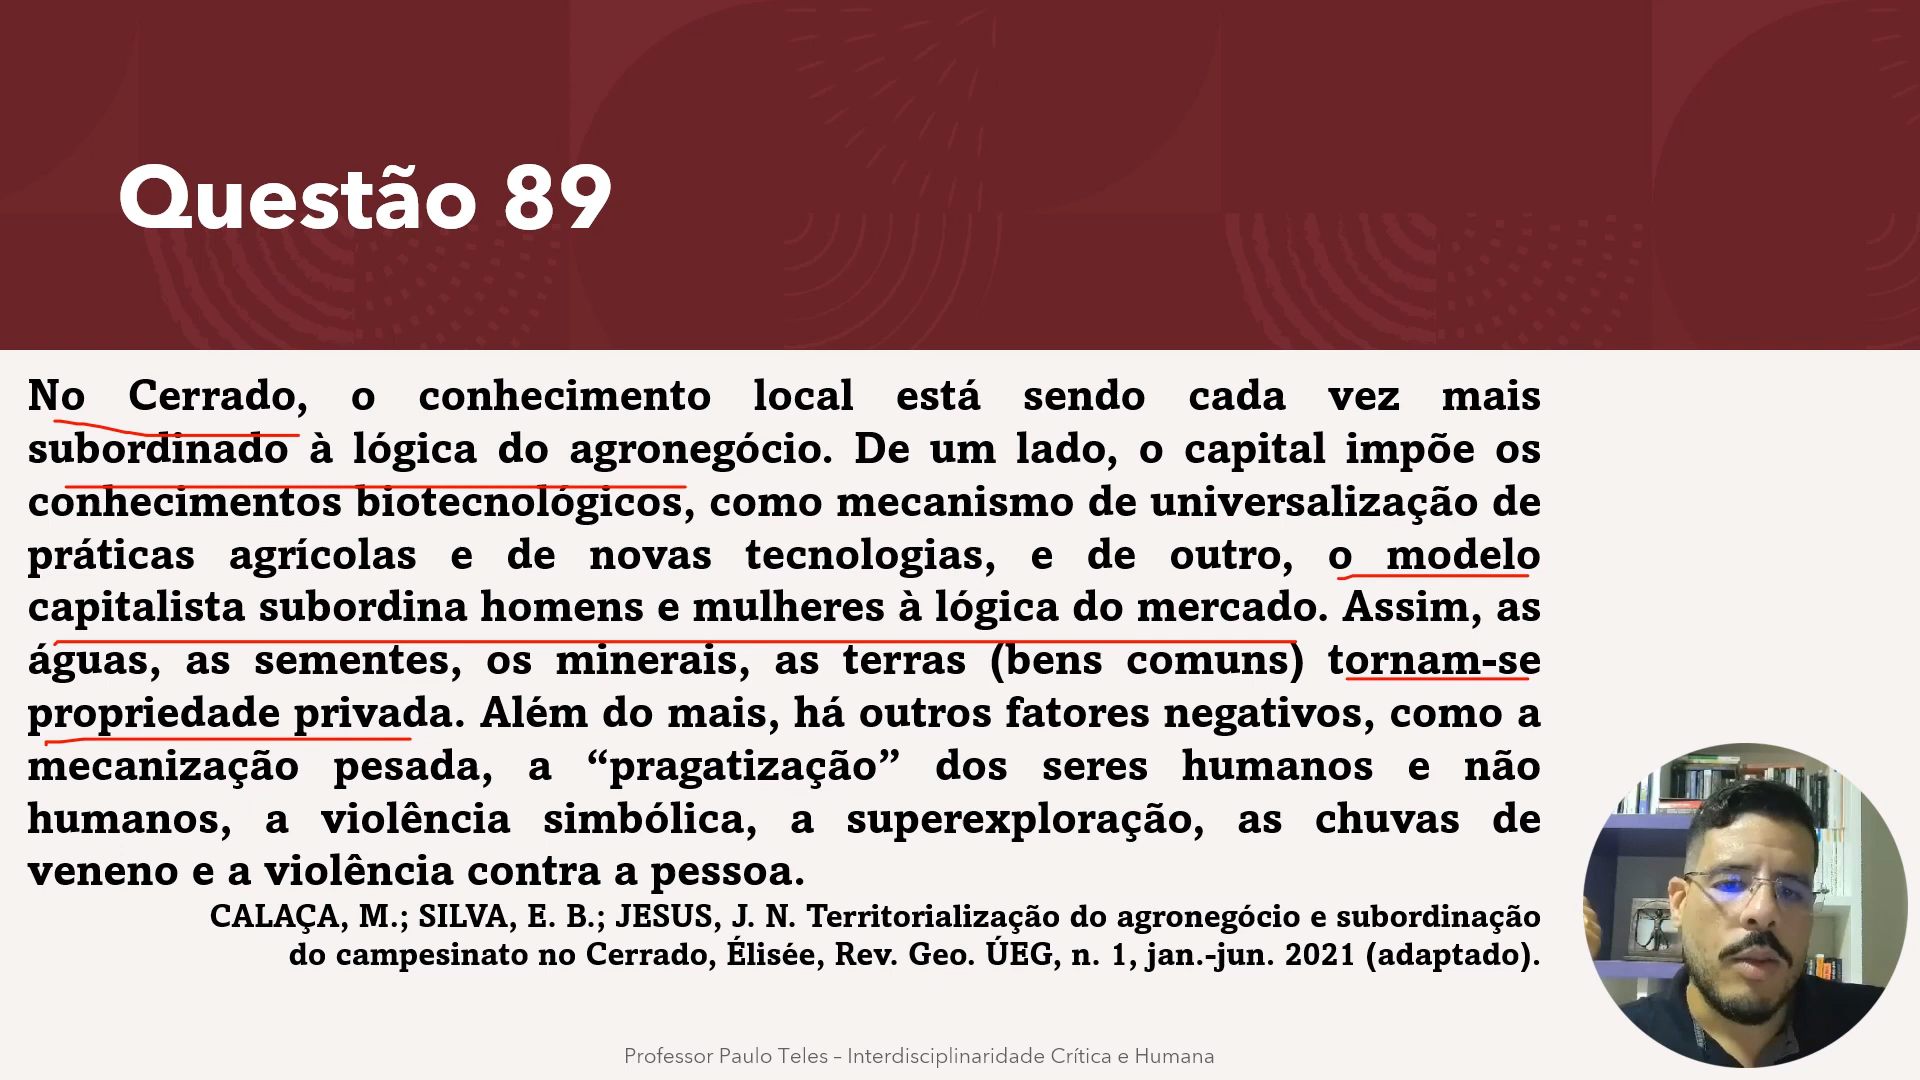 Questão 89
No Cerrado, o conhecimento local está sendo cada vez mais
subordinado à lógica do agronegócio. De um lado, o capital impõe os
conhecimentos biotecnológicos, como mecanismo de universalização de
práticas agrícolas e de novas tecnologias, e de outro, o modelo
capitalista subordina homens e mulheres à lógica do mercado. Assim, as
águas, as sementes, os minerais, as terras (bens comuns) tornam-se
propriedade privada. Além do mais, há outros fatores negativos, como a
mecanização pesada, a “pragatização” dos seres humanos e não
humanos, a violência simbólica, a superexploração, as chuvas de
veneno e a violência contra a pessoa.
CALAÇA, M.; SILVA, E. B.; JESUS, J. N. Territorialização do agronegócio e subordinação
do campesinato no Cerrado, Élisée, Rev. Geo. ÚEG, n. 1, jan.-jun. 2021 (adaptado).
Professor Paulo Teles – Interdisciplinaridade Crítica e Humana